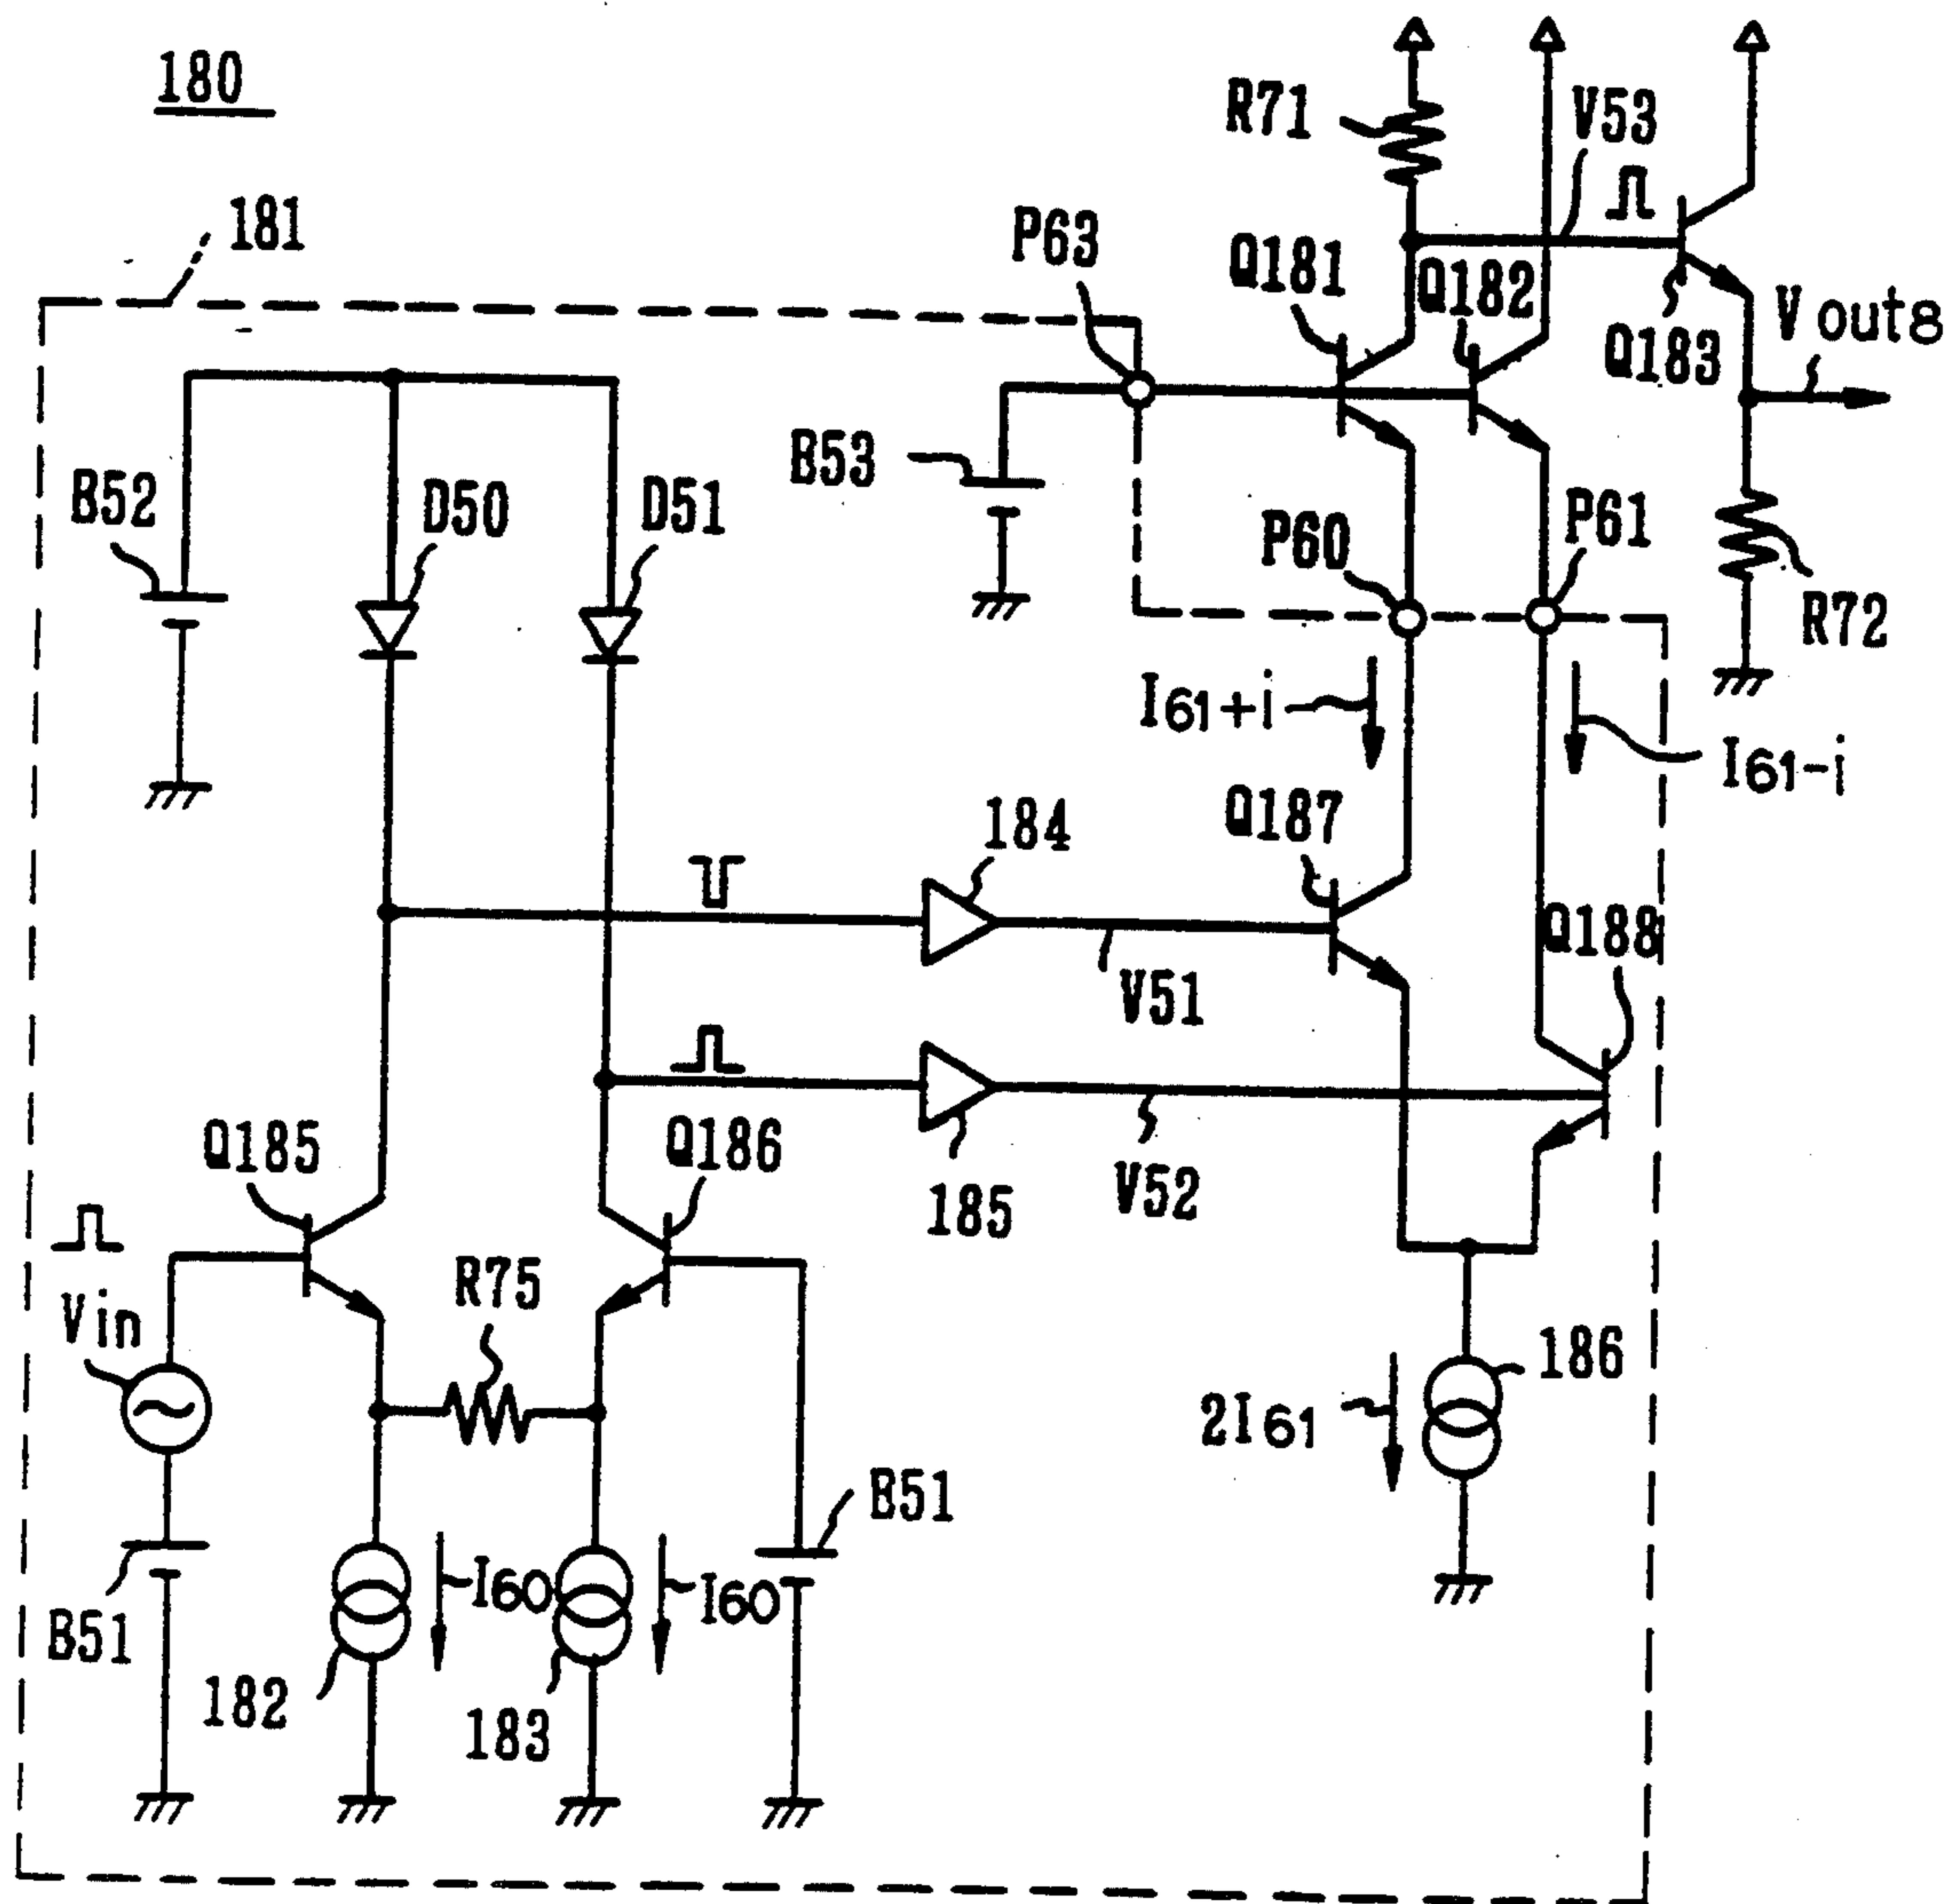 180
R71
V53
181
P63
Q181
Q182
Q183
Vout8
B52
D50
D51
B53
P60
P61
R72
I61+i
I61-i
Q187
184
Q188
V51
Q185
Q186
185
V52
Vin
R75
186
2I61
B51
I60
I60
B51
182
183